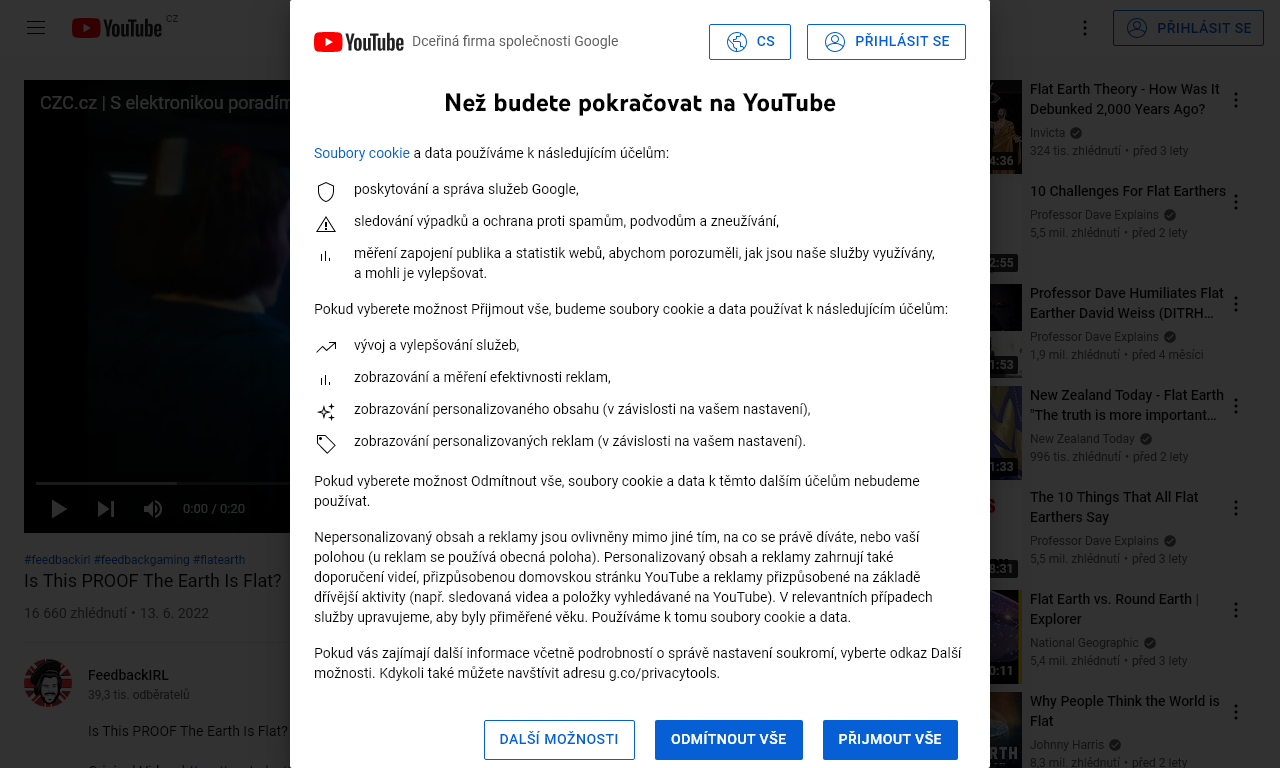 YouTube CZ
PŘIHLÁSIT SE
YouTube Dceřiná firma společnosti Google
CS
PŘIHLÁSIT SE
Než budete pokračovat na YouTube
Soubory cookie a data používáme k následujícím účelům:
poskytování a správa služeb Google,
sledování výpadků a ochrana proti spamům, podvodům a zneužívání,
měření zapojení publika a statistik webů, abychom porozuměli, jak jsou naše služby využívány,
a mohli je vylepšovat.
Pokud vyberete možnost Přijmout vše, budeme soubory cookie a data používat k následujícím účelům:
vývoj a vylepšování služeb,
zobrazování a měření efektivnosti reklam,
zobrazování personalizovaného obsahu (v závislosti na vašem nastavení),
zobrazování personalizovaných reklam (v závislosti na vašem nastavení).
Pokud vyberete možnost Odmítnout vše, soubory cookie a data k těmto dalším účelům nebudeme
používat.
Nepersonalizovaný obsah a reklamy jsou ovlivněny mimo jiné tím, na co se právě díváte, nebo vaší
polohou (u reklam se používá obecná poloha). Personalizovaný obsah a reklamy zahrnují také
doporučení videí, přizpůsobenou domovskou stránku YouTube a reklamy přizpůsobené na základě
dřívější aktivity (např. sledovaná videa a položky vyhledávané na YouTube). V relevantních případech
služby upravujeme, aby byly přiměřené věku. Používáme k tomu soubory cookie a data.
Pokud vás zajímají další informace včetně podrobností o správě nastavení soukromí, vyberte odkaz Další
možnosti. Kdykoli také můžete navštívit adresu g.co/privacytools.
DALŠÍ MOŽNOSTI
ODMÍTNOUT VŠE
PŘIJMOUT VŠE
CZC.cz | S elektronikou poradím
0:00 / 0:20
#feedbackirl #feedbackgaming #flatearth
Is This PROOF The Earth Is Flat?
16 660 zhlédnutí • 13. 6. 2022
FeedbackIRL
39,3 tis. odběratelů
Is This PROOF The Earth Is Flat?
4:36
Flat Earth Theory - How Was It
Debunked 2,000 Years Ago?
Invicta
324 tis. zhlédnutí • před 3 lety
2:55
10 Challenges For Flat Earthers
Professor Dave Explains
5,5 mil. zhlédnutí • před 2 lety
:53
Professor Dave Humiliates Flat
Earther David Weiss (DITRH…
Professor Dave Explains
1,9 mil. zhlédnutí • před 4 měsíci
1:33
New Zealand Today - Flat Earth
"The truth is more important…
New Zealand Today
996 tis. zhlédnutí • před 2 lety
8:31
The 10 Things That All Flat
Earthers Say
Professor Dave Explains
5,5 mil. zhlédnutí • před 3 lety
0:11
Flat Earth vs. Round Earth |
Explorer
National Geographic
5,4 mil. zhlédnutí • před 3 lety
RTH
Why People Think the World is
Flat
Johnny Harris
8,3 mil. zhlédnutí • před 2 lety